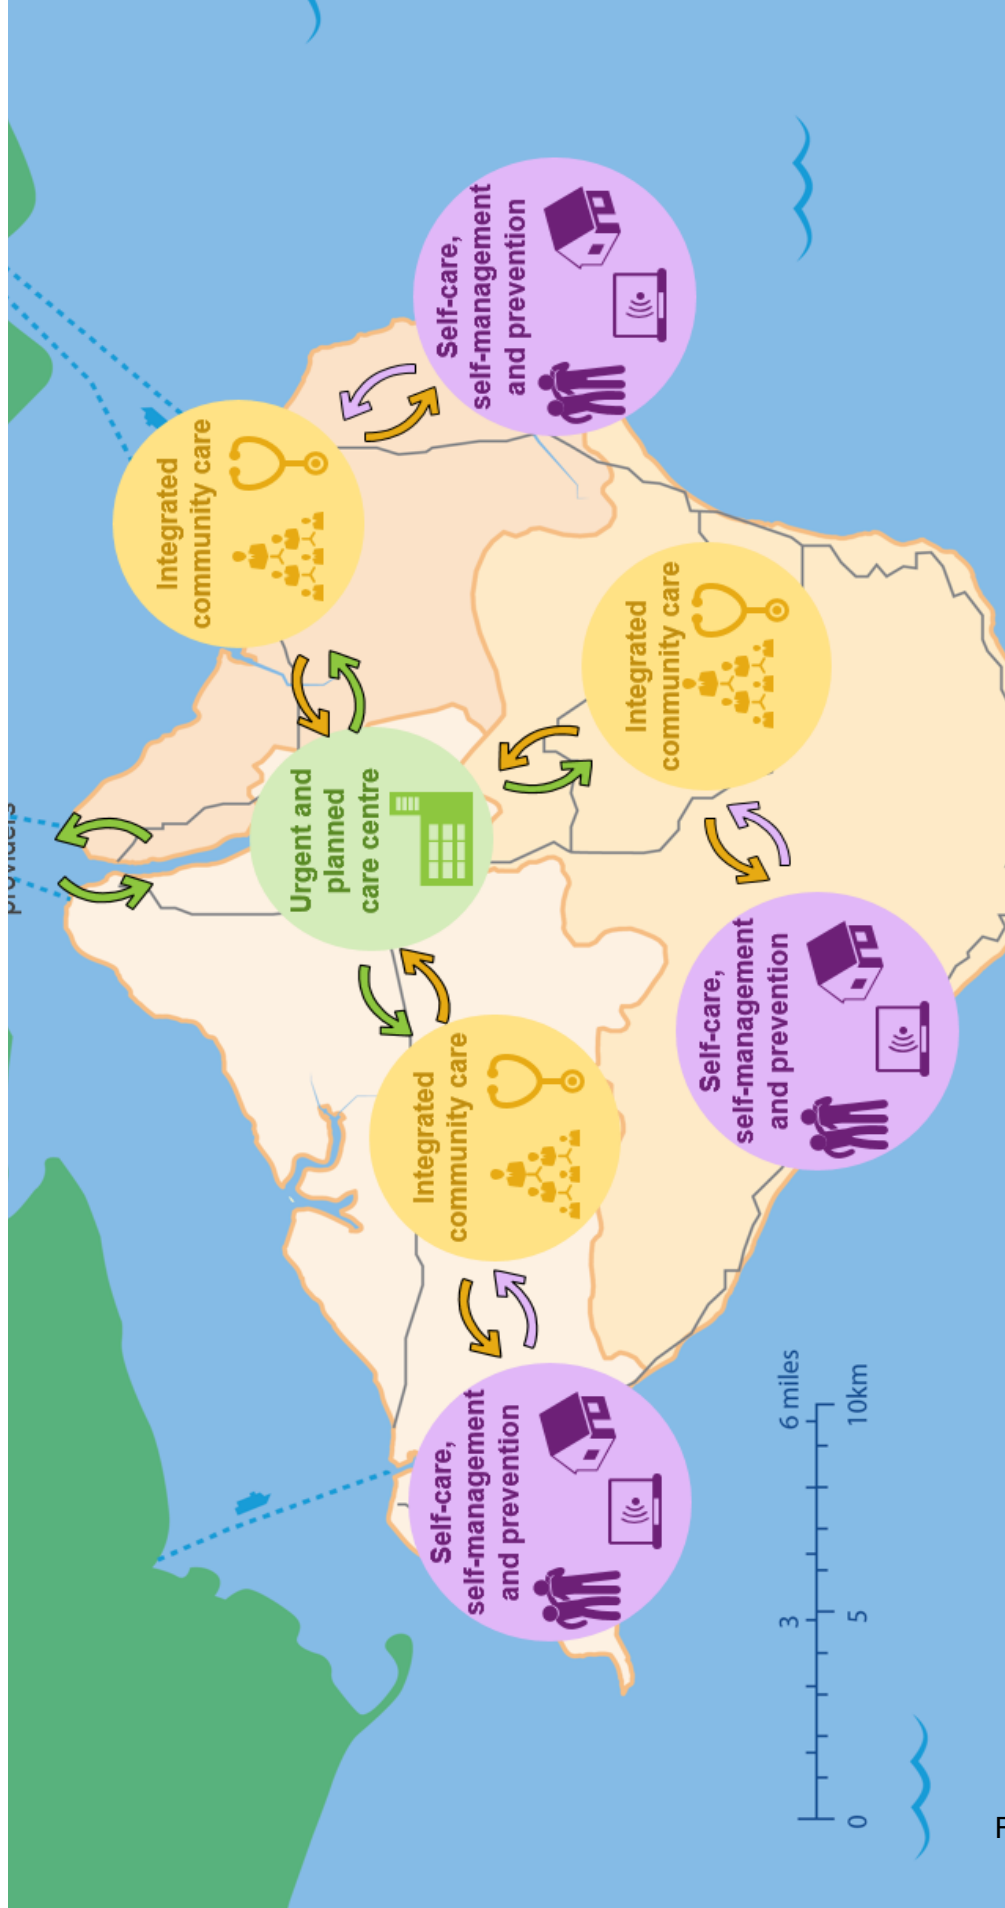 providers
Integrated
community care
Urgent and
planned
care centre
Self-care,
self-management
and prevention
Integrated
community care
Integrated
community care
Self-care,
self-management
and prevention
Self-care,
self-management
and prevention
3
6 miles
0
5
10km
F